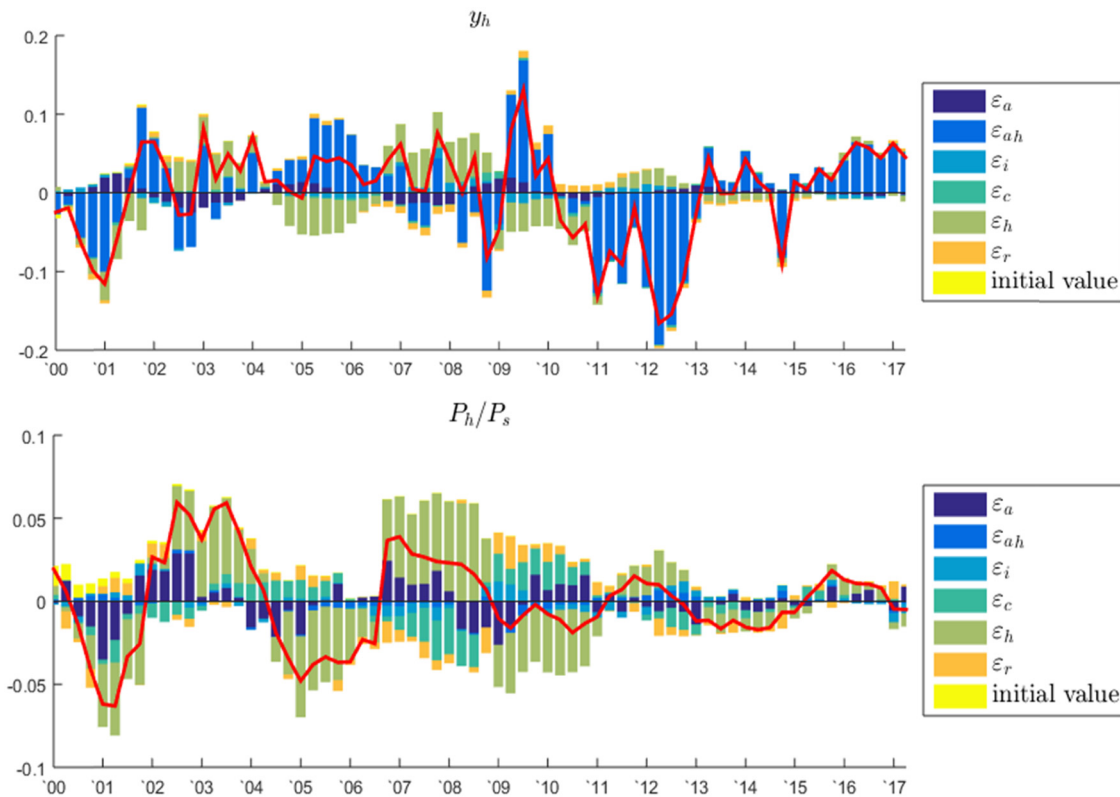 y_h
0.2
0.1
0
-0.1
-0.2
`00 `01 `02 `03 `04 `05 `06 `07 `08 `09 `10 `11 `12 `13 `14 `15 `16 `17
ε_a
ε_ah
ε_i
ε_c
ε_h
ε_r
initial value
P_h/P_s
0.1
0.05
0
-0.05
-0.1
`00 `01 `02 `03 `04 `05 `06 `07 `08 `09 `10 `11 `12 `13 `14 `15 `16 `17
ε_a
ε_ah
ε_i
ε_c
ε_h
ε_r
initial value